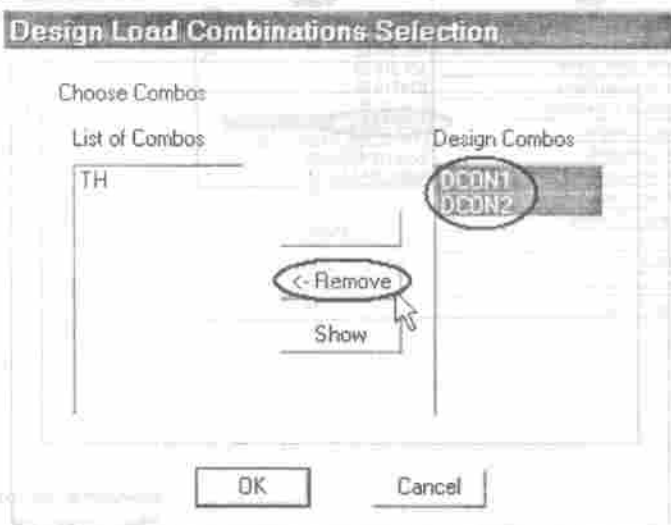 Design Load Combinations Selection
Choose Combos
List of Combos
Design Combos
TH
DCON1
DCON2
<- Remove
Show
OK
Cancel